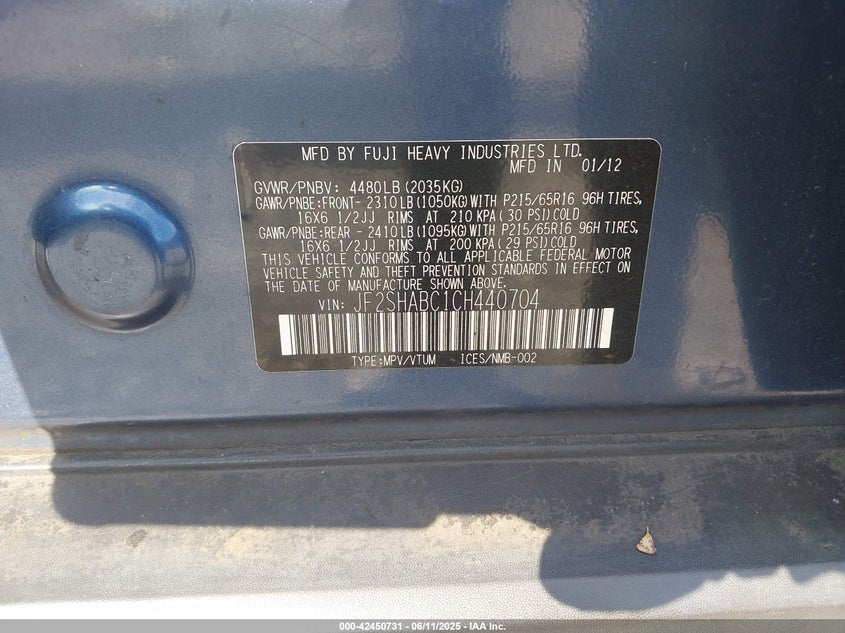 MFD BY FUJI HEAVY INDUSTRIES LTD.
MFD IN 01/12
GVWR/PNBV: 4480LB(2035KG)
GAWR/PNBE:FRONT- 2310LB(1050KG)WITH P215/65R16 96H TIRES,
16X6 1/2JJ RIMS AT 210KPA(30 PSI)COLD
GAWR/PNBE:REAR - 2410LB(1095KG)WITH P215/65R16 96H TIRES,
16X6 1/2JJ RIMS AT 200KPA(29 PSI)COLD
THIS VEHICLE CONFORMS TO ALL APPLICABLE FEDERAL MOTOR
VEHICLE SAFETY AND THEFT PREVENTION STANDARDS IN EFFECT ON
THE DATE OF MANUFACTURE SHOWN ABOVE.
VIN: JF2SHABC1CH440704
TYPE:MPV/VTUM ICES/NMB-002
000-42450731 - 06/11/2025 - IAA Inc.